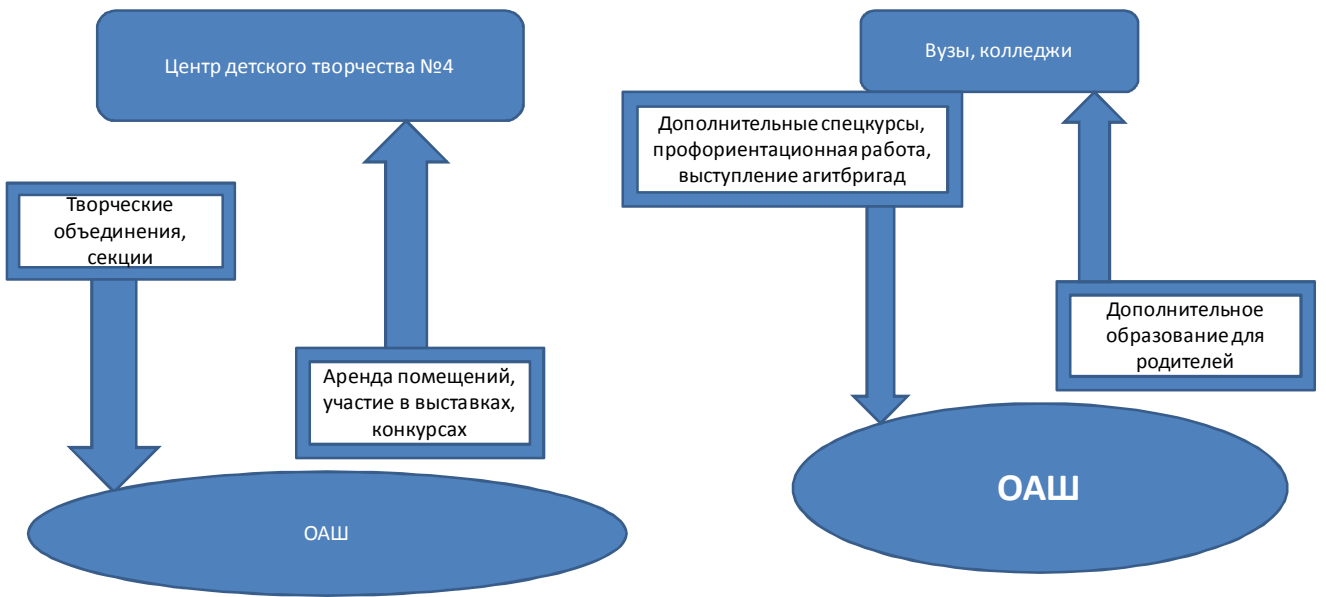 Центр детского творчества №4
Творческие
объединения,
секции
Аренда помещений,
участие в выставках,
конкурсах
ОАШ
Вузы, колледжи
Дополнительные спецкурсы,
профориентационная работа,
выступление агитбригад
Дополнительное
образование для
родителей
ОАШ